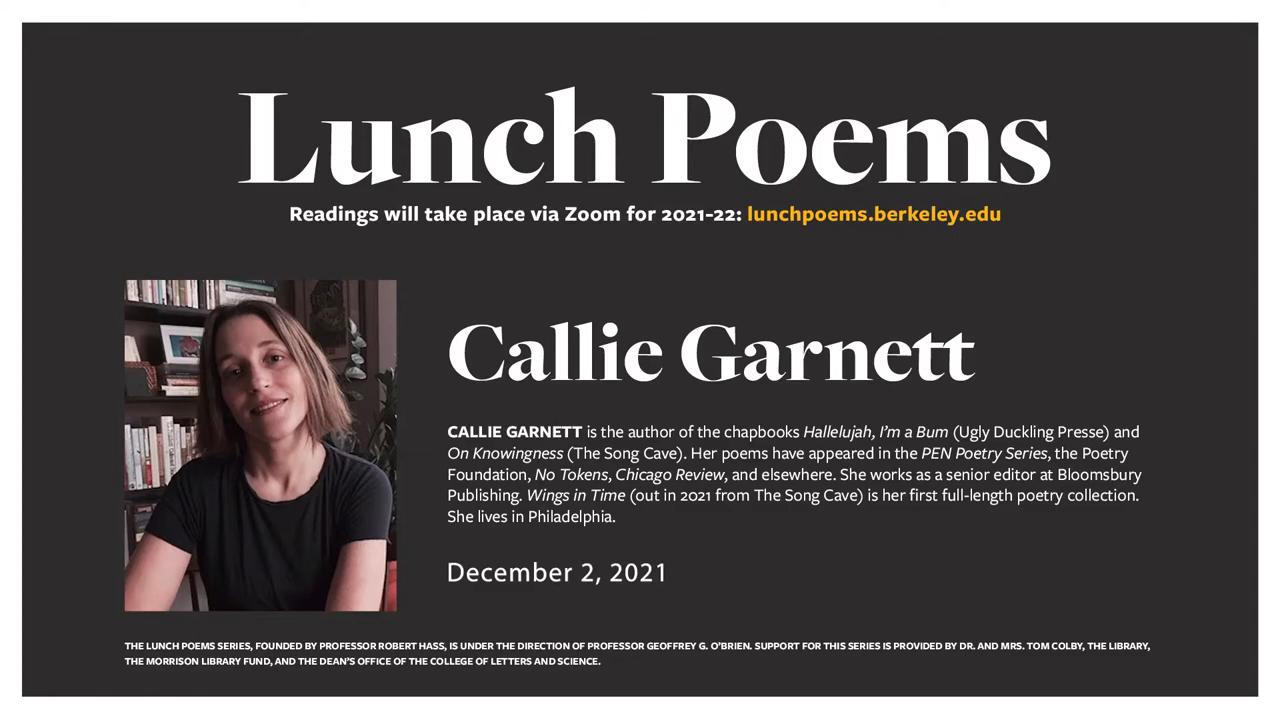 Lunch Poems
Readings will take place via Zoom for 2021-22: lunchpoems.berkeley.edu
Callie Garnett
CALLIE GARNETT is the author of the chapbooks Hallelujah, I'm a Bum (Ugly Duckling Presse) and
On Knowingness (The Song Cave). Her poems have appeared in the PEN Poetry Series, the Poetry
Foundation, No Tokens, Chicago Review, and elsewhere. She works as a senior editor at Bloomsbury
Publishing. Wings in Time (out in 2021 from The Song Cave) is her first full-length poetry collection.
She lives in Philadelphia.
December 2, 2021
THE LUNCH POEMS SERIES, FOUNDED BY PROFESSOR ROBERT HASS, IS UNDER THE DIRECTION OF PROFESSOR GEOFFREY G. O'BRIEN. SUPPORT FOR THIS SERIES IS PROVIDED BY DR. AND MRS. TOM COLBY, THE LIBRARY,
THE MORRISON LIBRARY FUND, AND THE DEAN'S OFFICE OF THE COLLEGE OF LETTERS AND SCIENCE.